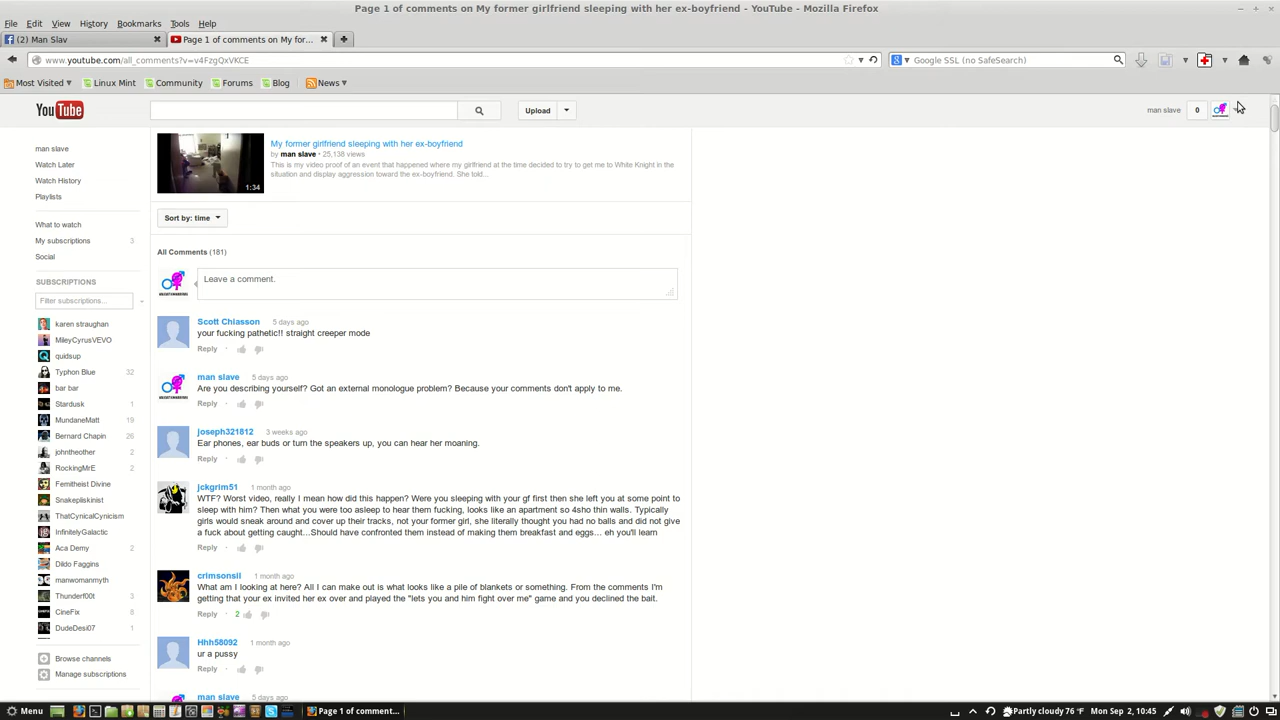 Page 1 of comments on My former girlfriend sleeping with her ex-boyfriend - YouTube - Mozilla Firefox
File Edit View History Bookmarks Tools Help
(2) Man Slav
Page 1 of comments on My for...
www.youtube.com/all_comments?v=v4FzgQxVKCE
Google SSL (no SafeSearch)
Most Visited
Linux Mint
Community
Forums
Blog
News
YouTube
Upload
man slave
0
man slave
Watch Later
Watch History
Playlists
What to watch
My subscriptions 3
Social
SUBSCRIPTIONS
Filter subscriptions...
karen straughan
MileyCyrusVEVO
quidsup
Typhon Blue 32
bar bar
Stardusk 1
MundaneMatt 19
Bernard Chapin 26
johntheother 2
RockingMrE 2
Femitheist Divine
Snakepliskinist
ThatCynicalCynicism
InfinitelyGalactic
Aca Demy 2
Dildo Faggins
manwomanmyth
Thunderf00t 3
CineFix 8
DudeDesi07 1
Browse channels
Manage subscriptions
1:34
My former girlfriend sleeping with her ex-boyfriend
by man slave • 25,138 views
This is my video proof of an event that happened where my girlfriend at the time decided to try to get me to White Knight in the
situation and display aggression toward the ex-boyfriend. She told...
Sort by: time
All Comments (181)
Leave a comment.
Scott Chiasson 5 days ago
your fucking pathetic!! straight creeper mode
Reply
man slave 5 days ago
Are you describing yourself? Got an external monologue problem? Because your comments don't apply to me.
Reply
joseph321812 3 weeks ago
Ear phones, ear buds or turn the speakers up, you can hear her moaning.
Reply
jckgrim51 1 month ago
WTF? Worst video, really I mean how did this happen? Were you sleeping with your gf first then she left you at some point to
sleep with him? Then what you were too asleep to hear them fucking, looks like an apartment so 4sho thin walls. Typically
girls would sneak around and cover up their tracks, not your former girl, she literally thought you had no balls and did not give
a fuck about getting caught...Should have confronted them instead of making them breakfast and eggs... eh you'll learn
Reply
crimsonsil 1 month ago
What am I looking at here? All I can make out is what looks like a pile of blankets or something. From the comments I'm
getting that your ex invited her ex over and played the "lets you and him fight over me" game and you declined the bait.
Reply · 2
Hhh58092 1 month ago
ur a pussy
Reply
man slave 5 days ago
Menu
Page 1 of comment...
Partly cloudy 76 °F
Mon Sep 2, 10:45